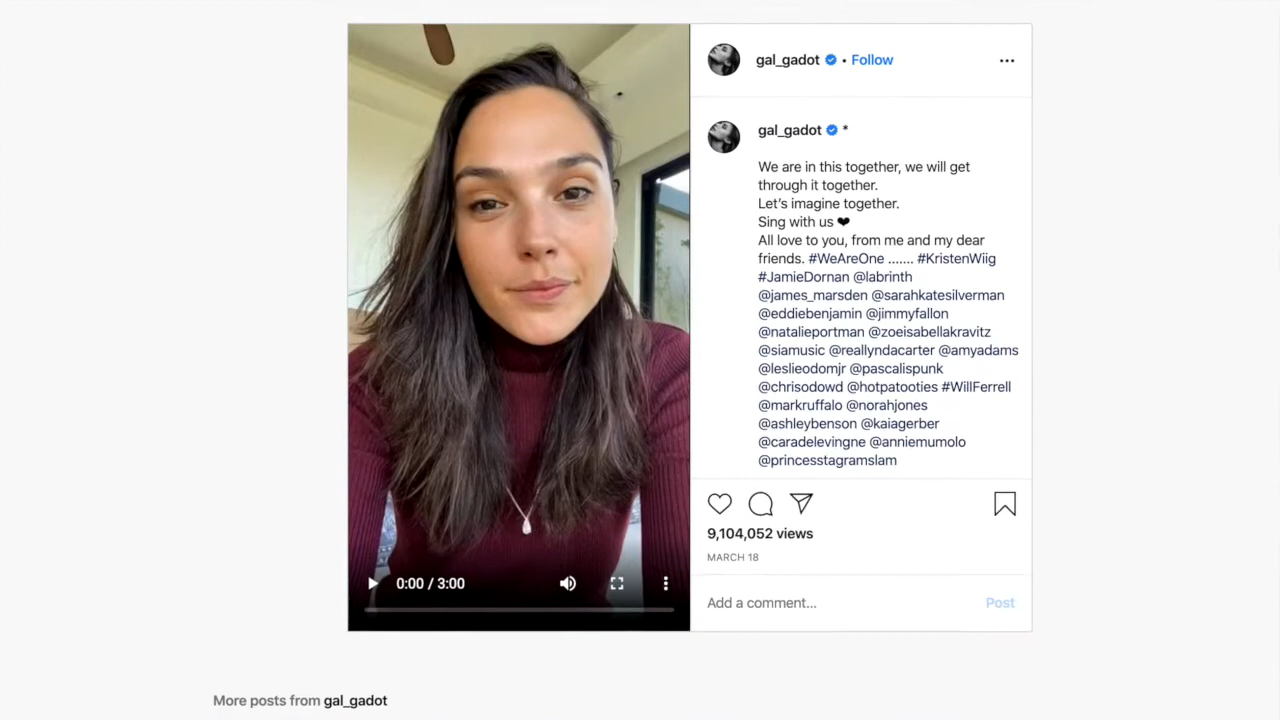 gal_gadot • Follow
gal_gadot *
We are in this together, we will get
through it together.
Let's imagine together.
Sing with us ❤
All love to you, from me and my dear
friends. #WeAreOne ....... #KristenWiig
#JamieDornan @labrinth
@james_marsden @sarahkatesilverman
@eddiebenjamin @jimmyfallon
@natalieportman @zoeisabellakravitz
@siamusic @reallyndacarter @amyadams
@leslieodomjr @pascalispunk
@chrisodowd @hotpatooties #WillFerrell
@markruffalo @norahjones
@ashleybenson @kaiagerber
@caradelevingne @anniemumolo
@princesstagramslam
9,104,052 views
MARCH 18
0:00 / 3:00
Add a comment... Post
More posts from gal_gadot